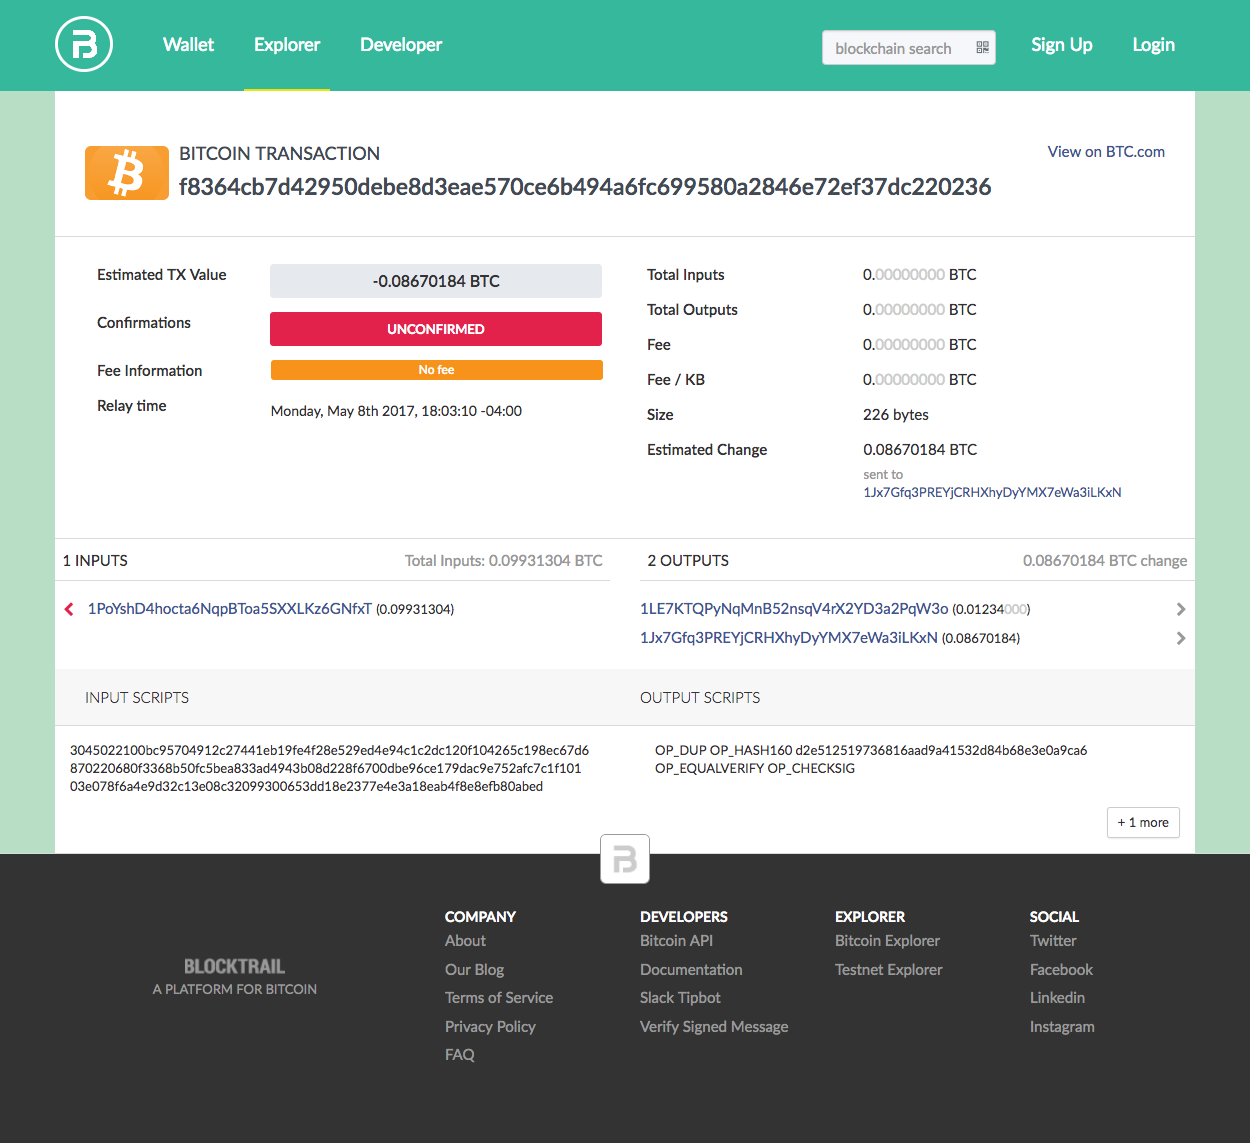 Wallet Explorer Developer blockchain search Sign Up Login
BITCOIN TRANSACTION View on BTC.com
f8364cb7d42950debe8d3eae570ce6b494a6fc699580a2846e72ef37dc220236
Estimated TX Value -0.08670184 BTC
Confirmations UNCONFIRMED
Fee Information No fee
Relay time Monday, May 8th 2017, 18:03:10 -04:00
Total Inputs 0.00000000 BTC
Total Outputs 0.00000000 BTC
Fee 0.00000000 BTC
Fee / KB 0.00000000 BTC
Size 226 bytes
Estimated Change 0.08670184 BTC
sent to
1Jx7Gfq3PREYjCRHXhyDyYMX7eWa3iLKxN
1 INPUTS Total Inputs: 0.09931304 BTC
1PoYshD4hocta6NqpBToa5SXXLKz6GNfxT (0.09931304)
2 OUTPUTS 0.08670184 BTC change
1LE7KTQPyNqMnB52nsqV4rX2YD3a2PqW3o (0.01234000)
1Jx7Gfq3PREYjCRHXhyDyYMX7eWa3iLKxN (0.08670184)
INPUT SCRIPTS
3045022100bc95704912c27441eb19fe4f28e529ed4e94c1c2dc120f104265c198ec67d6
870220680f3368b50fc5bea833ad4943b08d228f6700dbe96ce179dac9e752afc7c1f101
03e078f6a4e9d32c13e08c32099300653dd18e2377e4e3a18eab4f8e8efb80abed
OUTPUT SCRIPTS
OP_DUP OP_HASH160 d2e512519736816aad9a41532d84b68e3e0a9ca6
OP_EQUALVERIFY OP_CHECKSIG
+ 1 more
BLOCKTRAIL
A PLATFORM FOR BITCOIN
COMPANY
About
Our Blog
Terms of Service
Privacy Policy
FAQ
DEVELOPERS
Bitcoin API
Documentation
Slack Tipbot
Verify Signed Message
EXPLORER
Bitcoin Explorer
Testnet Explorer
SOCIAL
Twitter
Facebook
Linkedin
Instagram